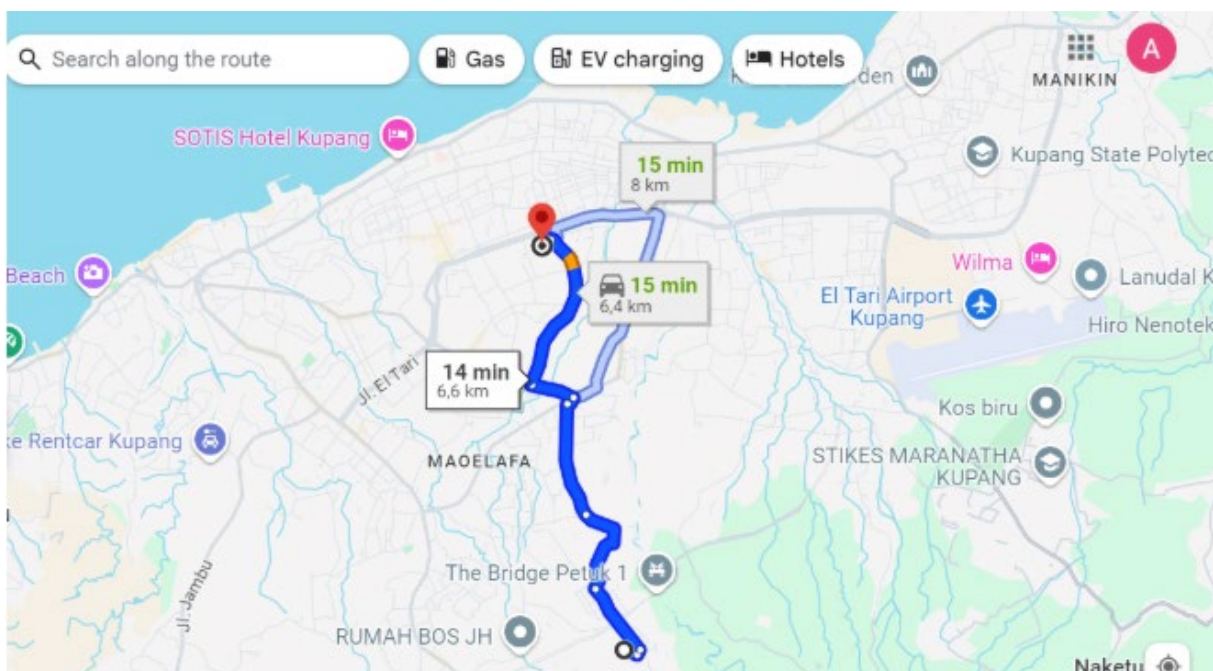 Search along the route
Gas
EV charging
Hotels
A
MANIKIN
SOTIS Hotel Kupang
Kupang State Polytec
15 min
8 km
Beach
Wilma
Lanudal K
15 min
6,4 km
El Tari Airport
Kupang
Hiro Nenotek
14 min
6,6 km
Jl. El Tari
Kos biru
ke Rentcar Kupang
MAOELAFA
STIKES MARANATHA
KUPANG
The Bridge Petuk 1
Jl. Jambu
RUMAH BOS JH
Naketu